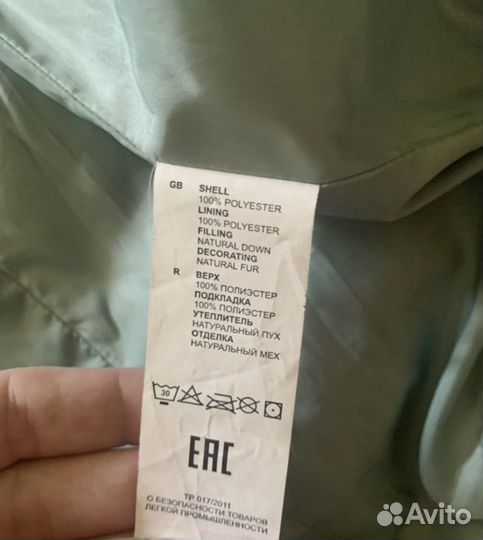 GB SHELL
100% POLYESTER
LINING
100% POLYESTER
FILLING
NATURAL DOWN
DECORATING
NATURAL FUR
R ВЕРХ
100% ПОЛИЭСТЕР
ПОДКЛАДКА
100% ПОЛИЭСТЕР
УТЕПЛИТЕЛЬ
НАТУРАЛЬНЫЙ ПУХ
ОТДЕЛКА
НАТУРАЛЬНЫЙ МЕХ
30
EAC
ТР 017/2011
О БЕЗОПАСНОСТИ ТОВАРОВ
ЛЕГКОЙ ПРОМЫШЛЕННОСТИ
Avito